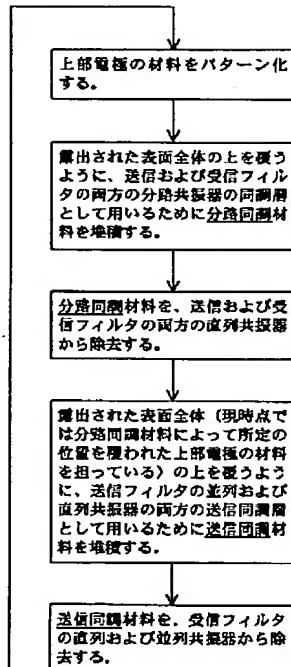 上部電極の材料をパターン化
する。
露出された表面全体の上を覆う
ように、送信および受信フィル
タの両方の分路共振器の同調層
として用いるために分路同調材
料を堆積する。
分路同調材料を、送信および受
信フィルタの両方の直列共振器
から除去する。
露出された表面全体（現時点で
は分路同調材料によって所定の
位置を覆われた上部電極の材料
を担っている）の上を覆うよう
に、送信フィルタの並列および
直列共振器の両方の送信同調層
として用いるために送信同調材
料を堆積する。
送信同調材料を、受信フィルタ
の直列および並列共振器から除
去する。